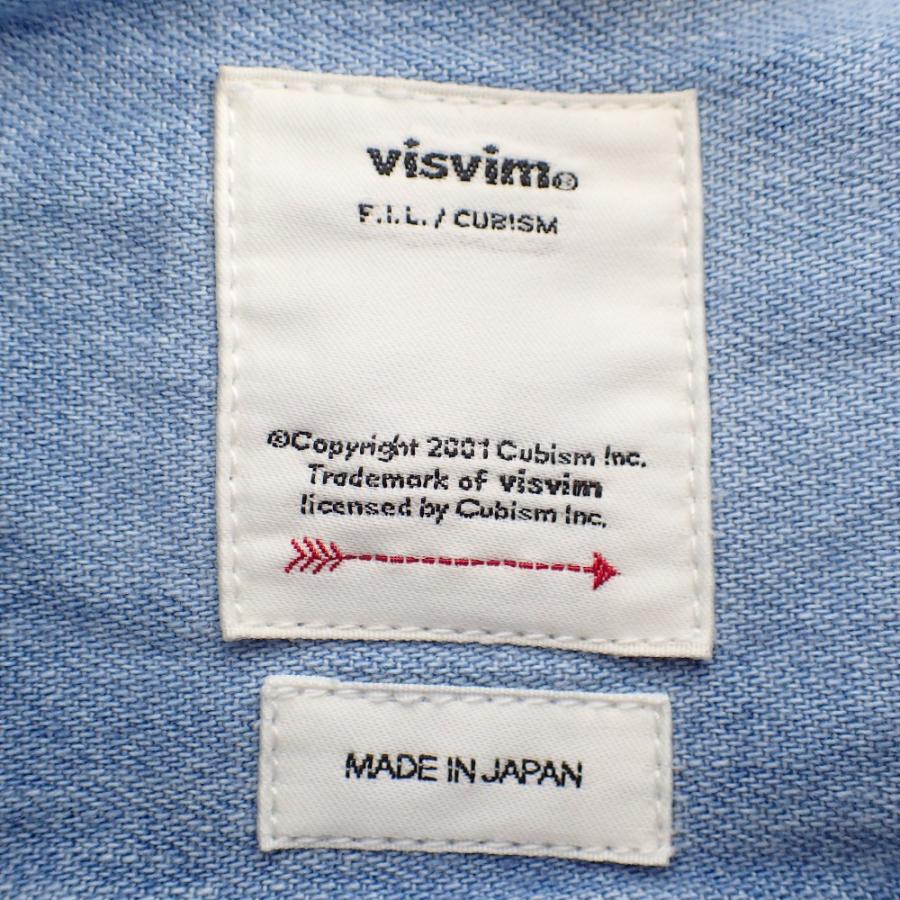 visvim®
F.I.L. / CUBISM
©Copyright 2001 Cubism Inc.
Trademark of visvim
licensed by Cubism Inc.
MADE IN JAPAN